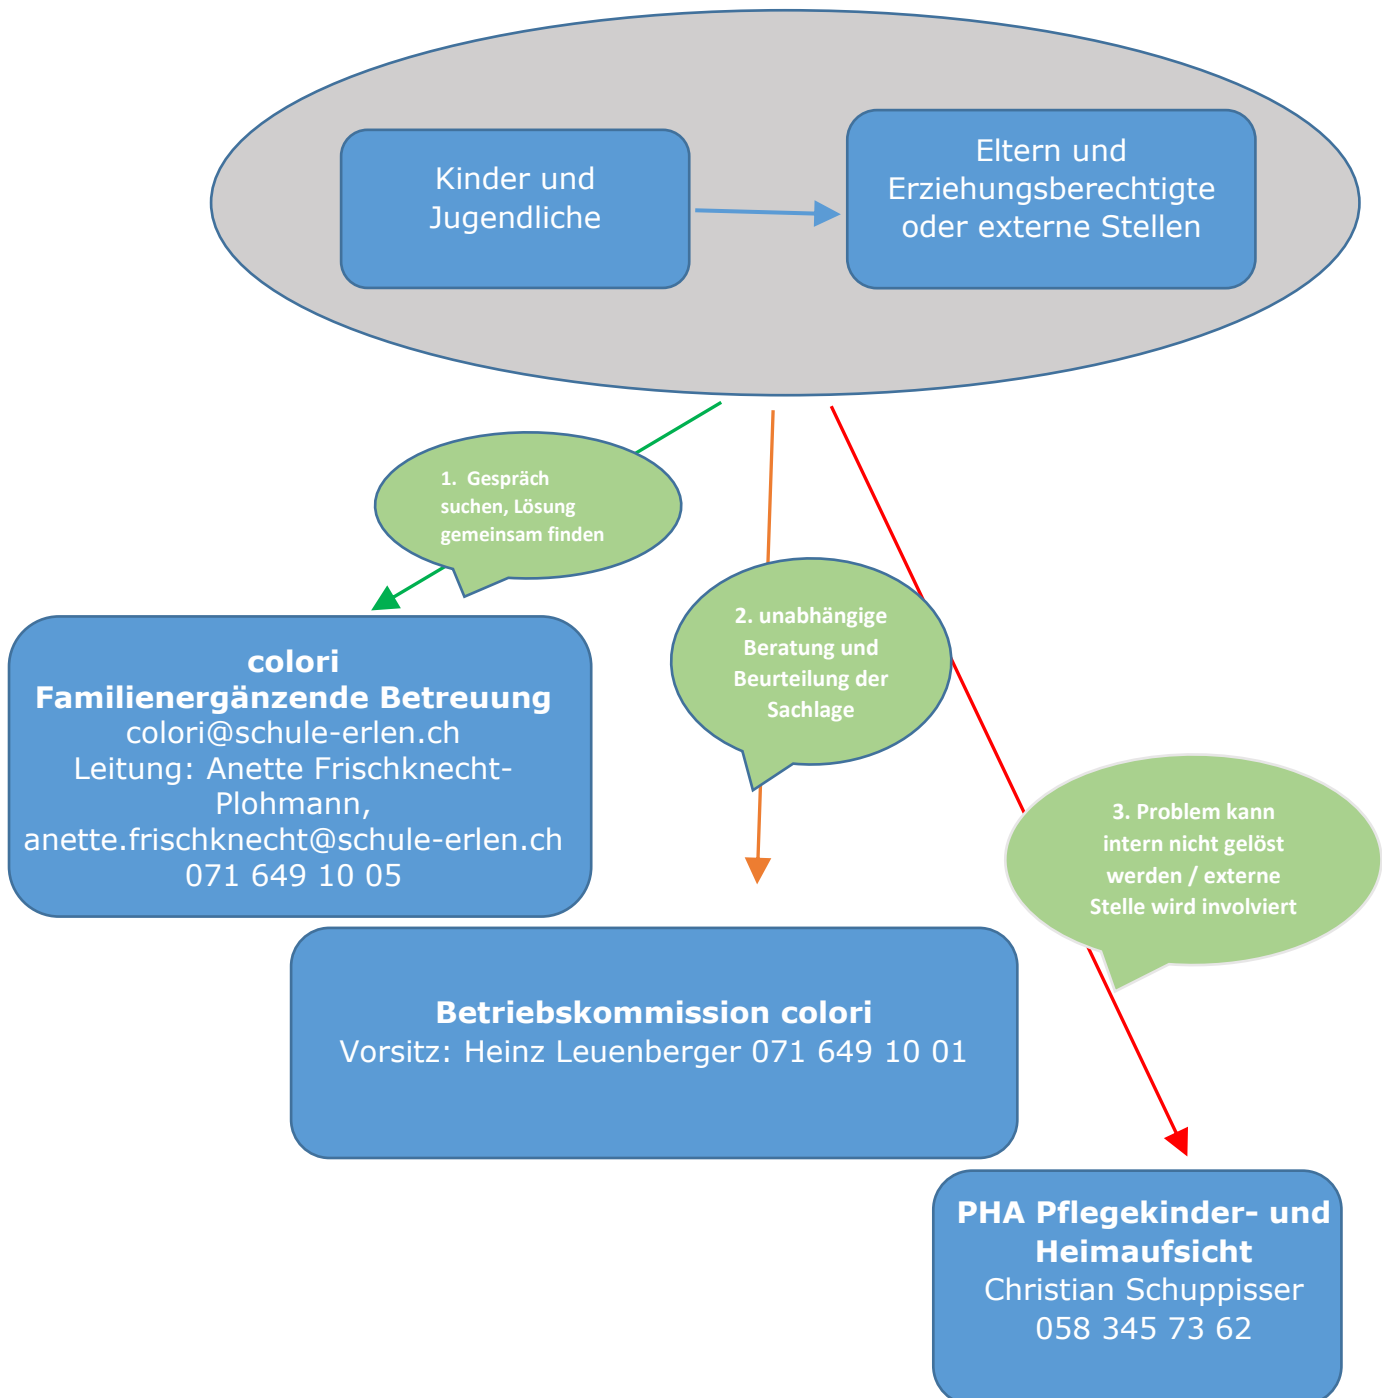 Kinder und
Jugendliche
Eltern und
Erziehungsberechtigte
oder externe Stellen
1. Gespräch
suchen, Lösung
gemeinsam finden
2. unabhängige
Beratung und
Beurteilung der
Sachlage
colori
Familienergänzende Betreuung
colori@schule-erlen.ch
Leitung: Anette Frischknecht-
Plohmann,
anette.frischknecht@schule-erlen.ch
071 649 10 05
3. Problem kann
intern nicht gelöst
werden / externe
Stelle wird involviert
Betriebskommission colori
Vorsitz: Heinz Leuenberger 071 649 10 01
PHA Pflegekinder- und
Heimaufsicht
Christian Schuppisser
058 345 73 62